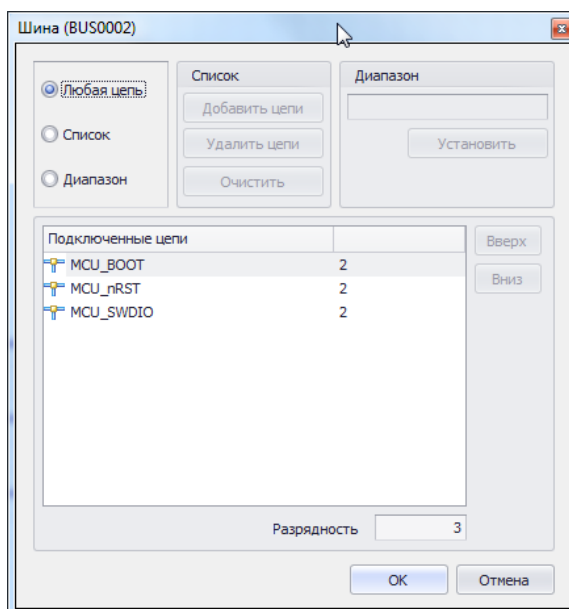 Шина (BUS0002)
Любая цепь
Список
Диапазон
Список
Добавить цепи
Удалить цепи
Очистить
Диапазон
Установить
Подключенные цепи
MCU_BOOT 2
MCU_nRST 2
MCU_SWDIO 2
Вверх
Вниз
Разрядность 3
OK Отмена